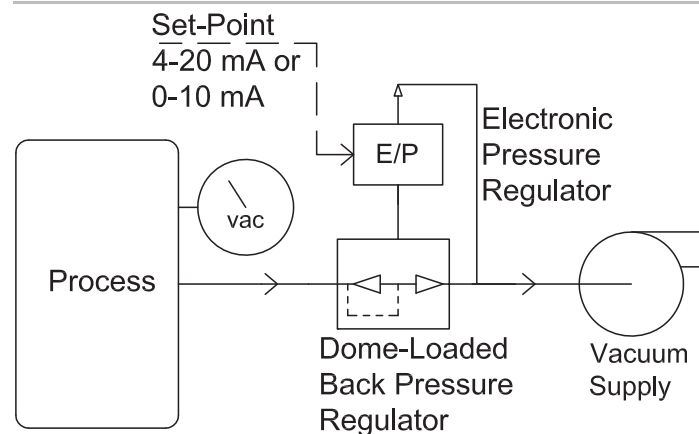 Set-Point
4-20 mA or
0-10 mA
E/P
Electronic
Pressure
Regulator
vac
Process
Dome-Loaded
Back Pressure
Regulator
Vacuum
Supply